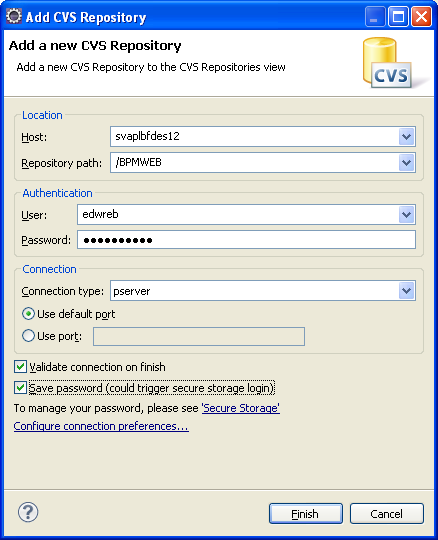 Add CVS Repository
Add a new CVS Repository
Add a new CVS Repository to the CVS Repositories view
CVS
Location
Host: svaplbfdes12
Repository path: /BPMWEB
Authentication
User: edwreb
Password: ●●●●●●●●●●
Connection
Connection type: pserver
Use default port
Use port:
Validate connection on finish
Save password (could trigger secure storage login)
To manage your password, please see 'Secure Storage'
Configure connection preferences...
? Finish Cancel